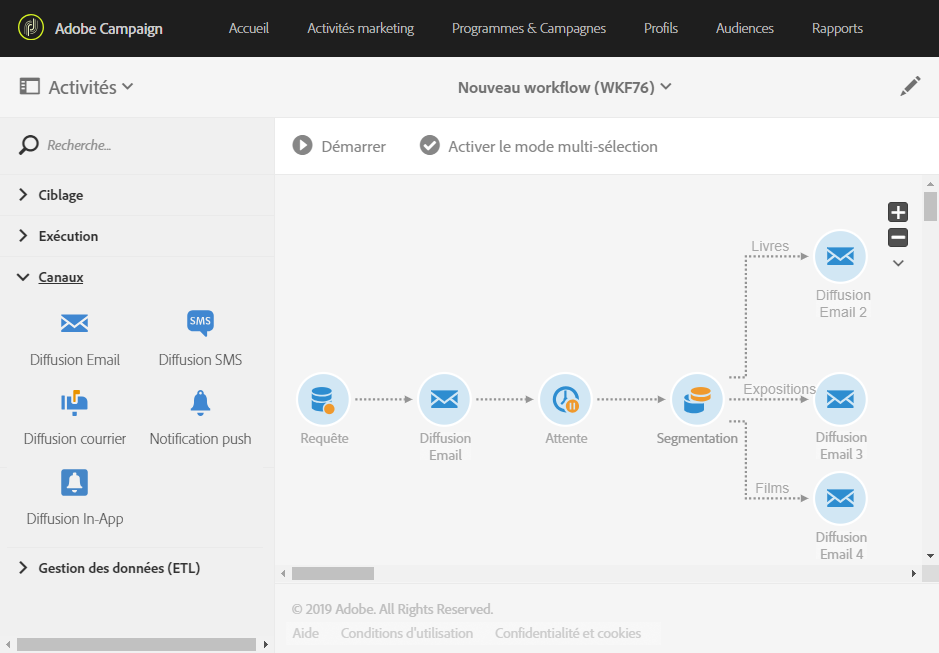 Adobe Campaign
Accueil
Activités marketing
Programmes & Campagnes
Profils
Audiences
Rapports
Activités
Nouveau workflow (WKF76)
Recherche...
Démarrer
Activer le mode multi-sélection
Ciblage
Exécution
Canaux
Diffusion Email
SMS
Diffusion SMS
Diffusion courrier
Notification push
Diffusion In-App
Gestion des données (ETL)
Livres
Diffusion
Email 2
Expositions
Requête
Diffusion
Email
Attente
Segmentation
Diffusion
Email 3
Films
Diffusion
Email 4
© 2019 Adobe. All Rights Reserved.
Aide
Conditions d'utilisation
Confidentialité et cookies